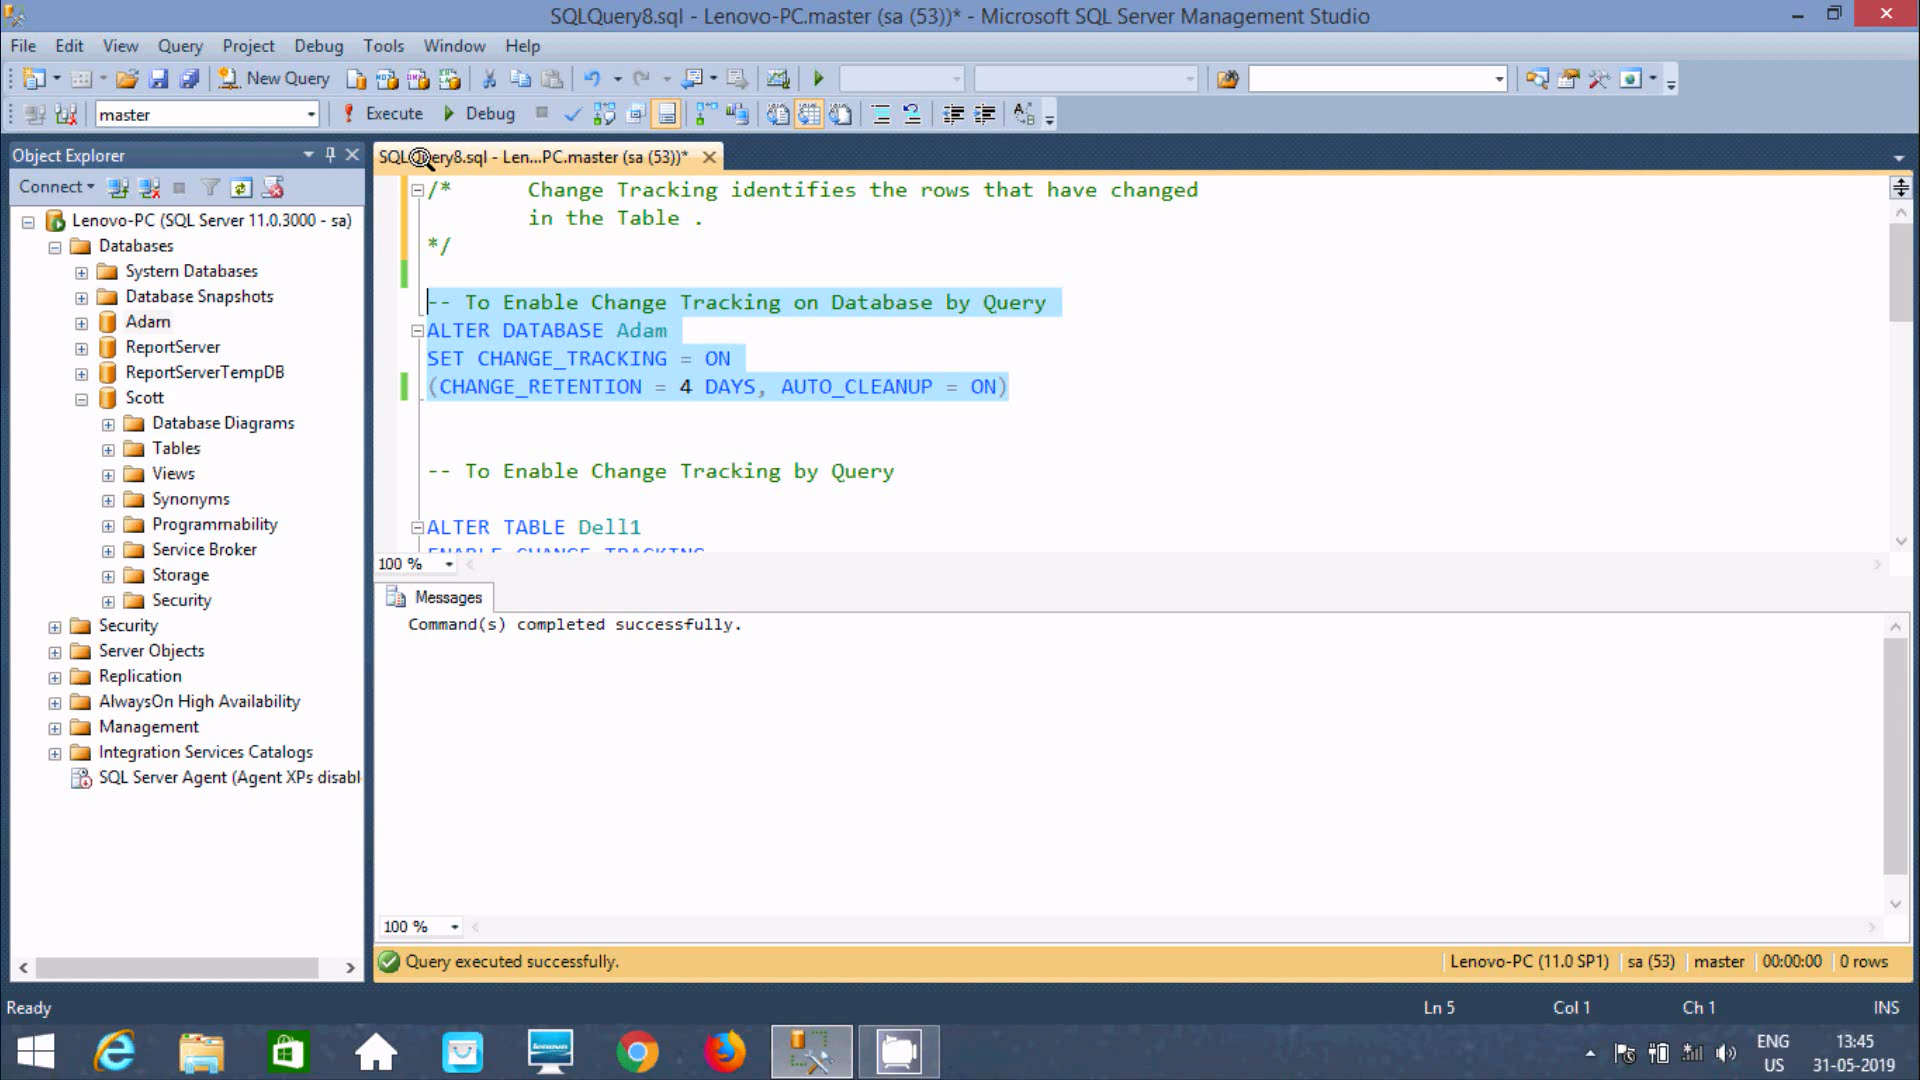 SQLQuery8.sql - Lenovo-PC.master (sa (53))* - Microsoft SQL Server Management Studio
File Edit View Query Project Debug Tools Window Help
New Query
master Execute Debug
Object Explorer
Connect
Lenovo-PC (SQL Server 11.0.3000 - sa)
Databases
System Databases
Database Snapshots
Adam
ReportServer
ReportServerTempDB
Scott
Database Diagrams
Tables
Views
Synonyms
Programmability
Service Broker
Storage
Security
Security
Server Objects
Replication
AlwaysOn High Availability
Management
Integration Services Catalogs
SQL Server Agent (Agent XPs disabl
SQLQuery8.sql - Len...PC.master (sa (53))*
/* Change Tracking identifies the rows that have changed
in the Table .
*/
-- To Enable Change Tracking on Database by Query
ALTER DATABASE Adam
SET CHANGE_TRACKING = ON
(CHANGE_RETENTION = 4 DAYS, AUTO_CLEANUP = ON)
-- To Enable Change Tracking by Query
ALTER TABLE Dell1
ENABLE CHANGE_TRACKING
100 %
Messages
Command(s) completed successfully.
100 %
Query executed successfully. Lenovo-PC (11.0 SP1) sa (53) master 00:00:00 0 rows
Ready Ln 5 Col 1 Ch 1 INS
ENG 13:45
US 31-05-2019